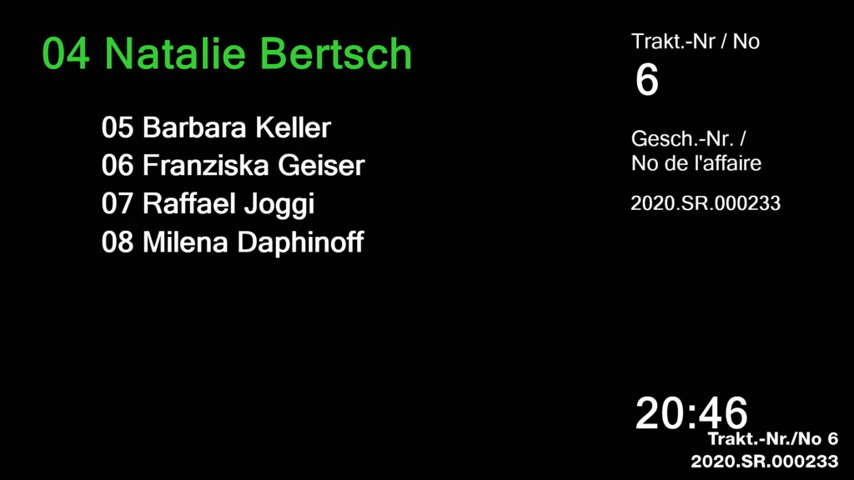 04 Natalie Bertsch
05 Barbara Keller
06 Franziska Geiser
07 Raffael Joggi
08 Milena Daphinoff
Trakt.-Nr / No
6
Gesch.-Nr. /
No de l'affaire
2020.SR.000233
20:46
Trakt.-Nr./No 6
2020.SR.000233